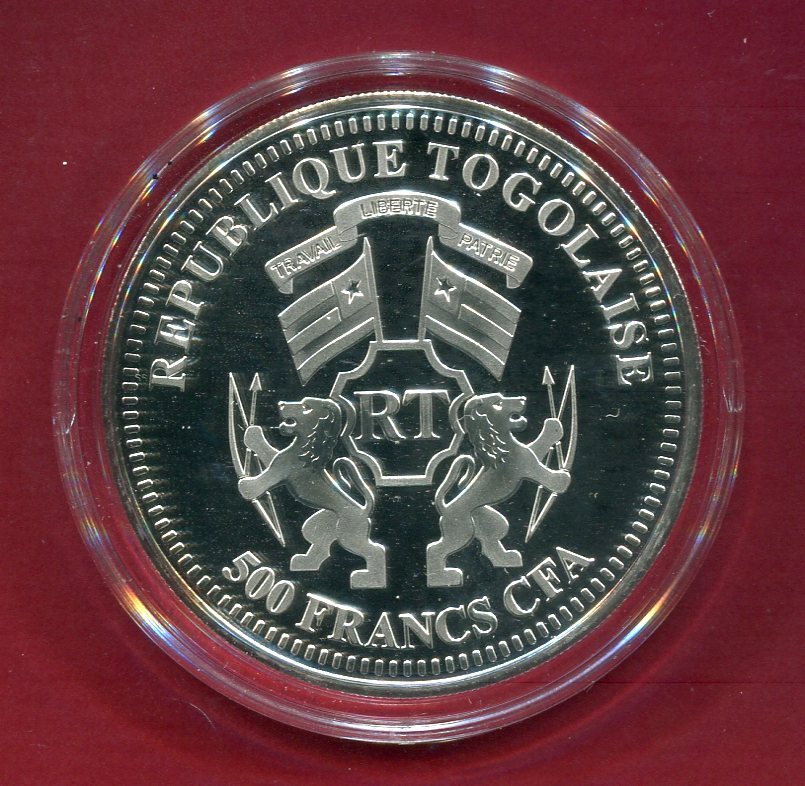 REPUBLIQUE TOGOLAISE
TRAVAIL LIBERTE PATRIE
RT
500 FRANCS CFA